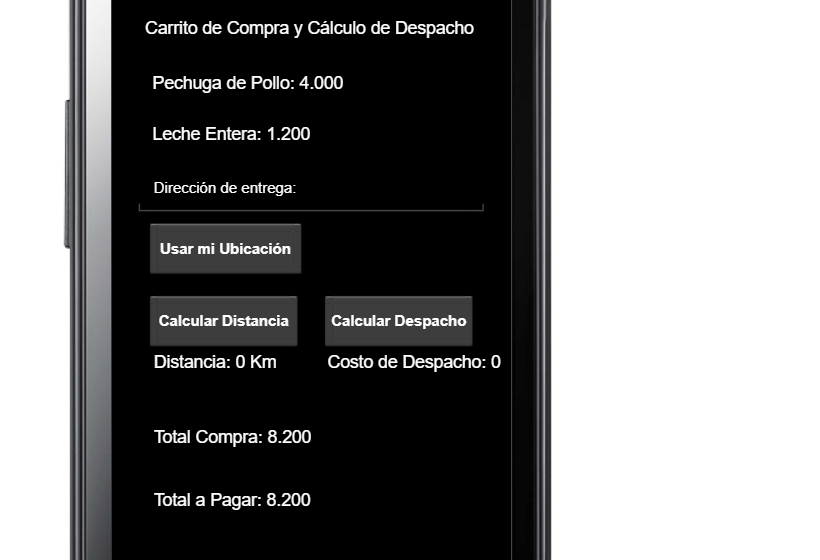 Carrito de Compra y Cálculo de Despacho
Pechuga de Pollo: 4.000
Leche Entera: 1.200
Dirección de entrega:
Usar mi Ubicación
Calcular Distancia Calcular Despacho
Distancia: 0 Km Costo de Despacho: 0
Total Compra: 8.200
Total a Pagar: 8.200